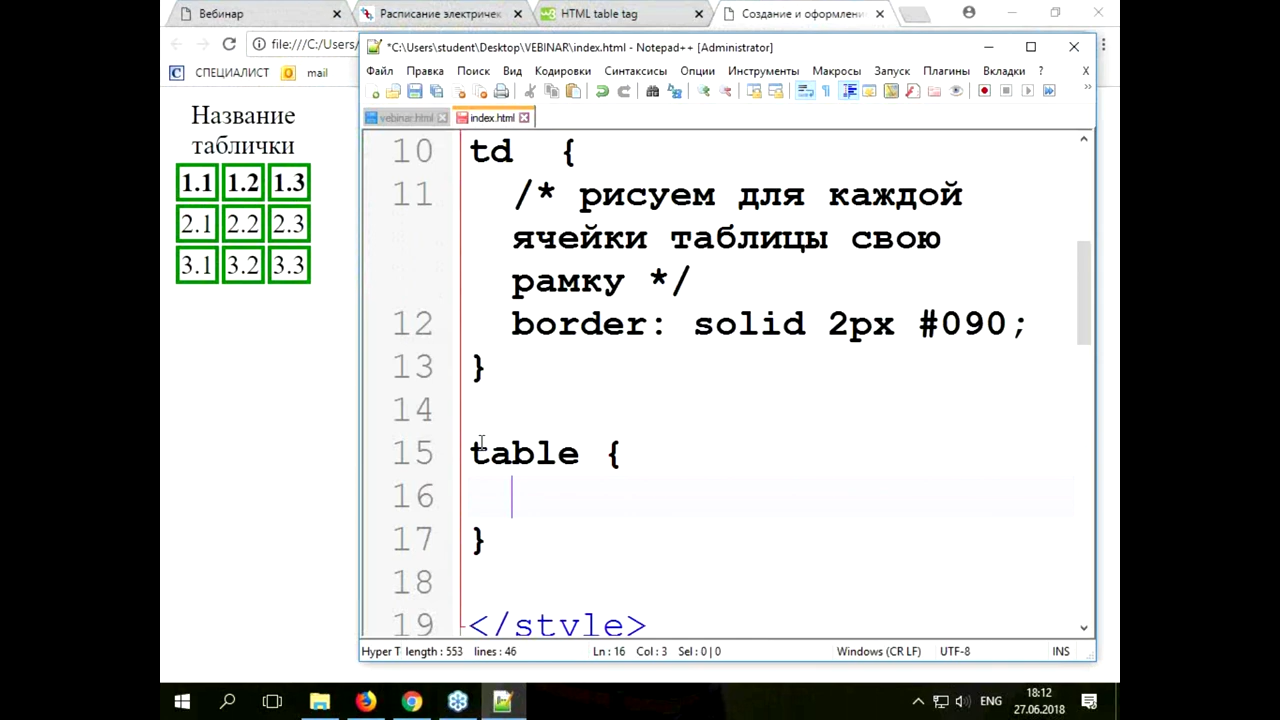 Вебинар
Расписание электричек
HTML table tag
Создание и оформлени
file:///C:/Users/
СПЕЦИАЛИСТ
mail
*C:\Users\student\Desktop\VEBINAR\index.html - Notepad++ [Administrator]
Файл Правка Поиск Вид Кодировки Синтаксисы Опции Инструменты Макросы Запуск Плагины Вкладки ? X
vebinar.html index.html
Название
таблички
1.1 1.2 1.3
2.1 2.2 2.3
3.1 3.2 3.3
10 td {
11 /* рисуем для каждой
ячейки таблицы свою
рамку */
12 border: solid 2px #090;
13 }
14
15 table {
16
17 }
18
19 </style>
Hyper T length : 553 lines : 46 Ln : 16 Col : 3 Sel : 0 | 0 Windows (CR LF) UTF-8 INS
ENG
18:12
27.06.2018